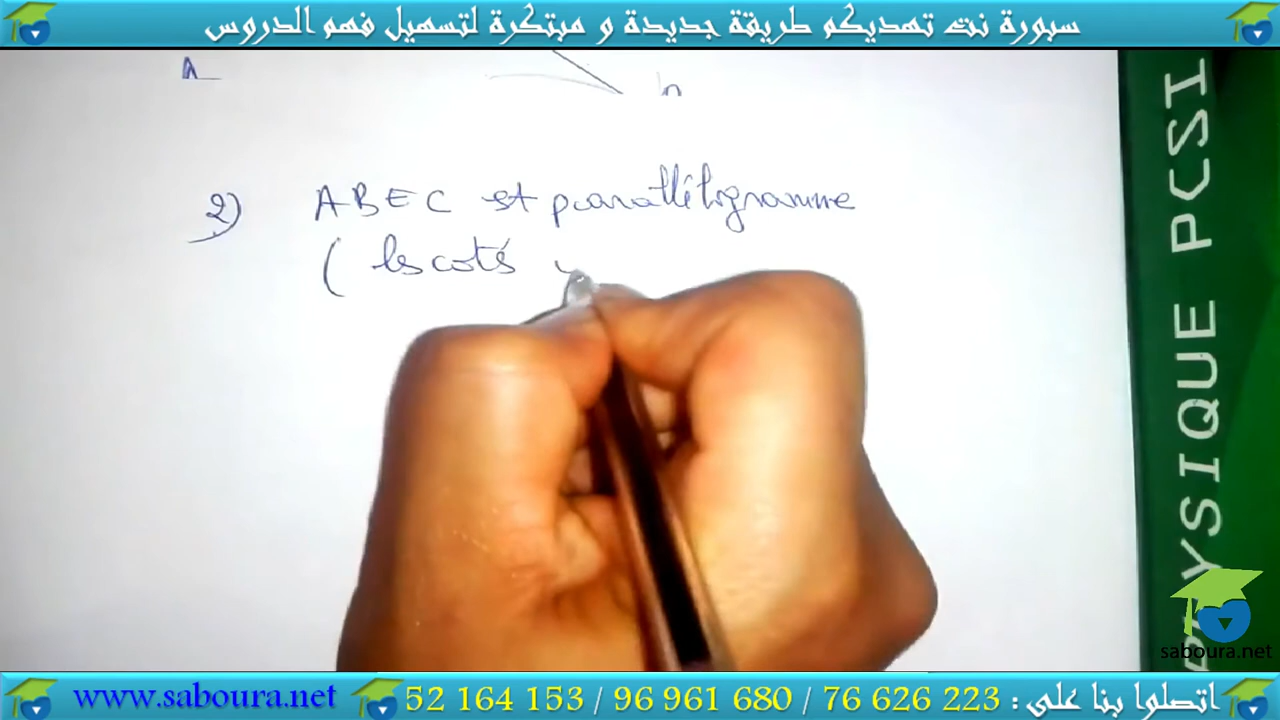 سبورة نت تهديكم طريقة جديدة و مبتكرة لتسهيل فهم الدروس
2) ABEC est parallélogramme
( les cotés
PHYSIQUE PCSI
saboura.net
www.saboura.net
52 164 153 / 96 961 680 / 76 626 223 : اتصلوا بنا على